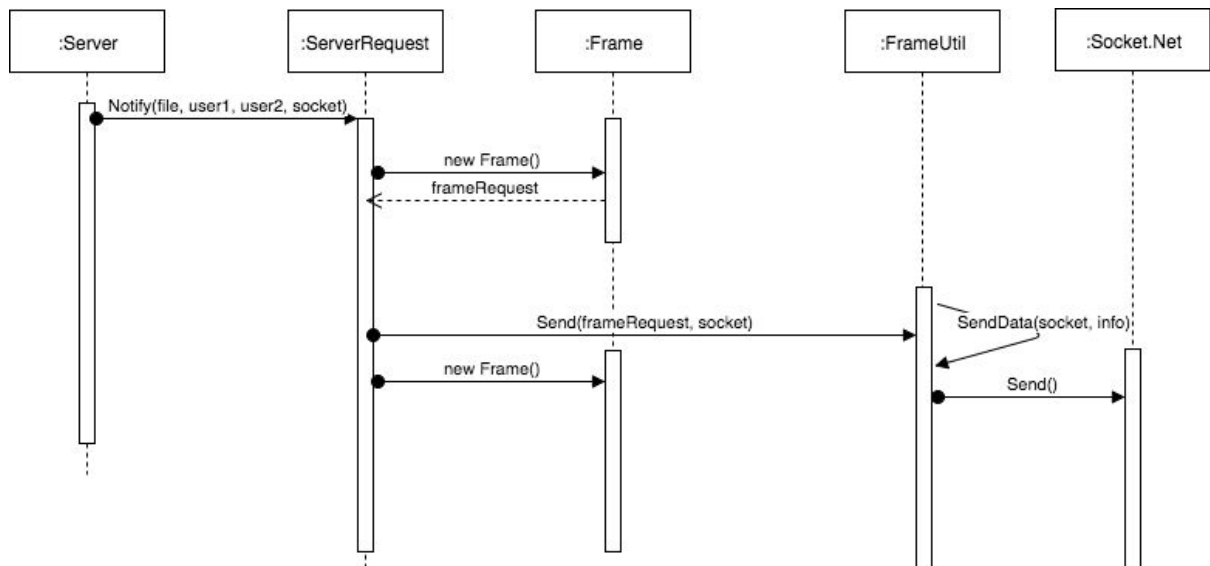 :Server
:ServerRequest
:Frame
:FrameUtil
:Socket.Net
Notify(file, user1, user2, socket)
new Frame()
frameRequest
Send(frameRequest, socket)
SendData(socket, info)
new Frame()
Send()